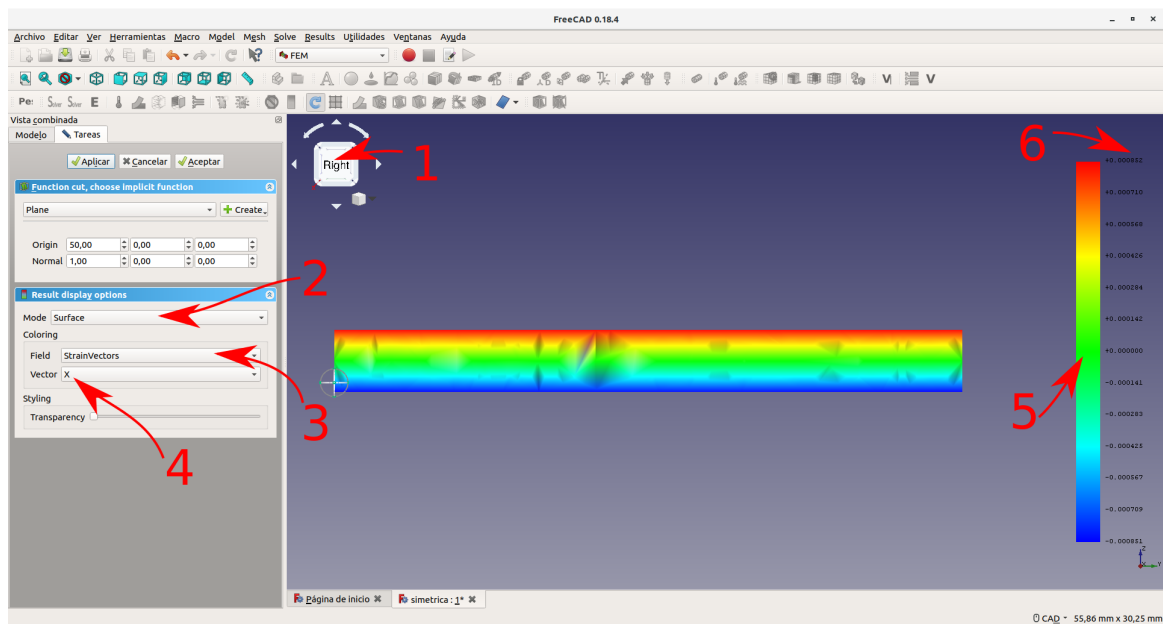 FreeCAD 0.18.4
Archivo Editar Ver Herramientas Macro Model Mesh Solve Results Utilidades Ventanas Ayuda
FEM
Vista combinada
Modelo Tareas
Aplicar Cancelar Aceptar
Function cut, choose implicit function
Plane Create
Origin 50,00 0,00 0,00
Normal 1,00 0,00 0,00
Result display options
Mode Surface
Coloring
Field StrainVectors
Vector X
Styling
Transparency
Right
1
2
3
4
5
6
+0.000852
+0.000710
+0.000568
+0.000426
+0.000284
+0.000142
+0.000000
-0.000141
-0.000283
-0.000425
-0.000567
-0.000709
-0.000851
Z
Y
Página de inicio
simetrica : 1*
CAD 55,86 mm x 30,25 mm